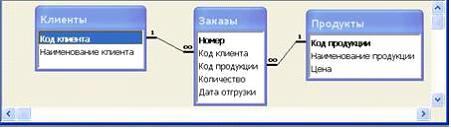 Клиенты
Код клиента
Наименование клиента
1
∞
Заказы
Номер
Код клиента
Код продукции
Количество
Дата отгрузки
1
∞
Продукты
Код продукции
Наименование продукции
Цена